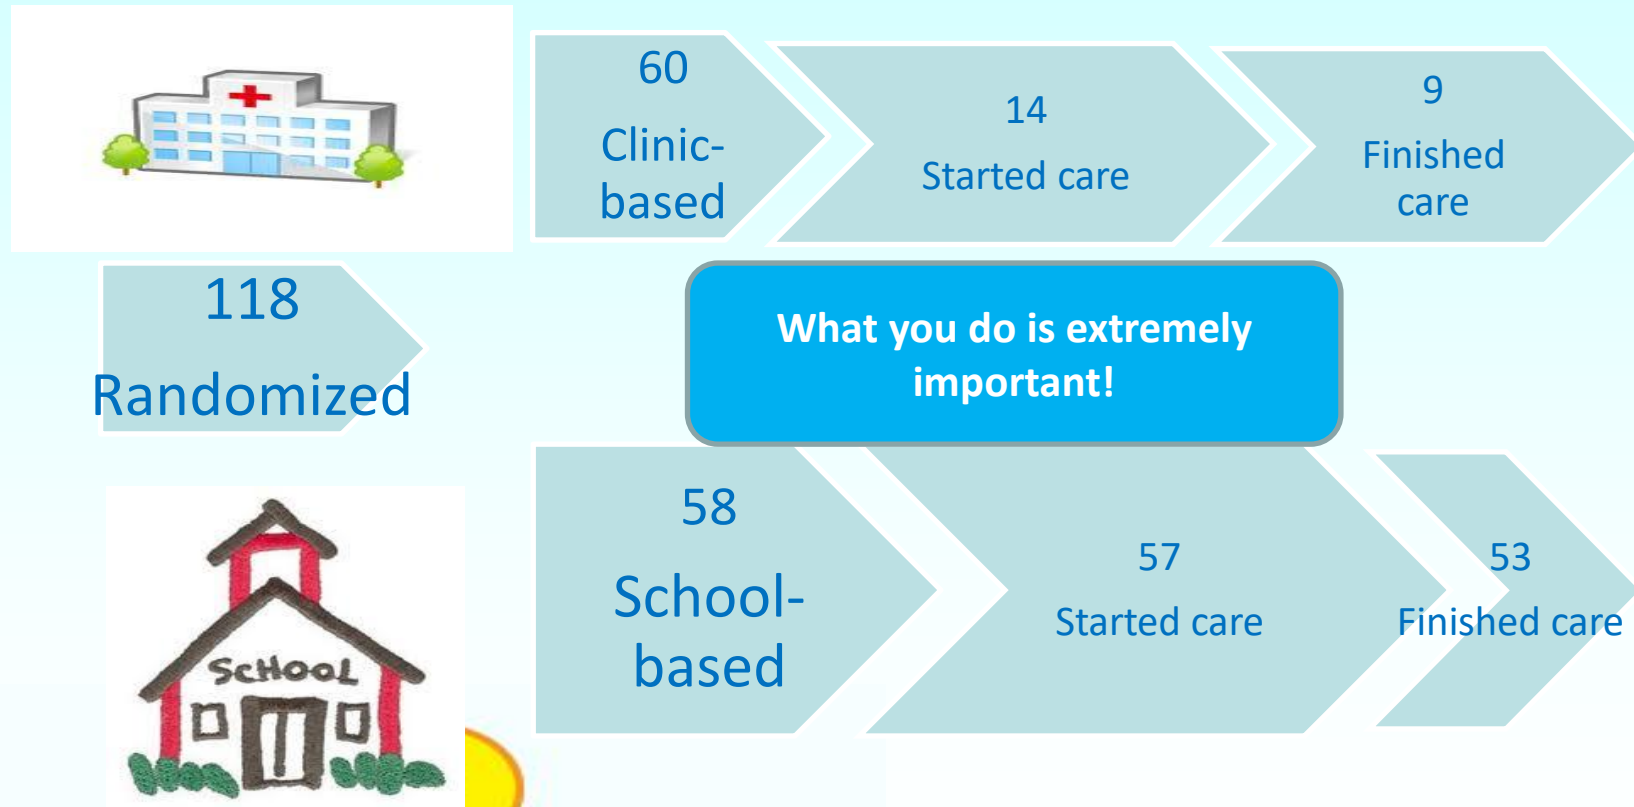 60
Clinic-
based
14
Started care
9
Finished
care
118
Randomized
What you do is extremely
important!
SCHOOL
58
School-
based
57
Started care
53
Finished care